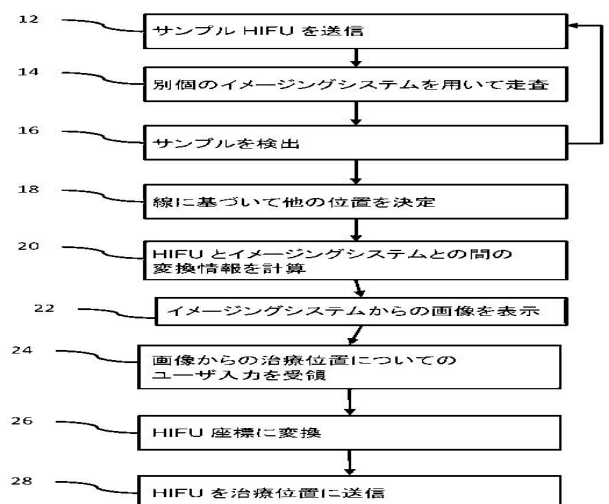 12
サンプル HIFU を送信
14
別個のイメージングシステムを用いて走査
16
サンプルを検出
18
線に基づいて他の位置を決定
20
HIFU とイメージングシステムとの間の
変換情報を計算
22
イメージングシステムからの画像を表示
24
画像からの治療位置についての
ユーザ入力を受領
26
HIFU 座標に変換
28
HIFU を治療位置に送信